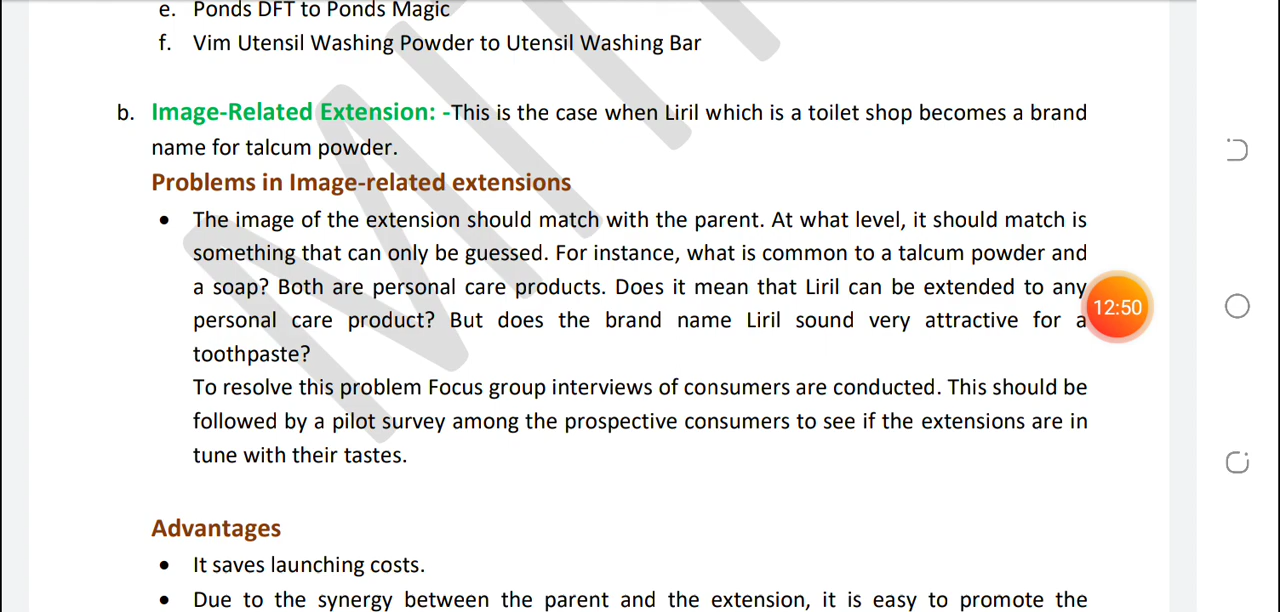 e. Ponds DFT to Ponds Magic
f. Vim Utensil Washing Powder to Utensil Washing Bar
b. Image-Related Extension: -This is the case when Liril which is a toilet shop becomes a brand
name for talcum powder.
Problems in Image-related extensions
• The image of the extension should match with the parent. At what level, it should match is
something that can only be guessed. For instance, what is common to a talcum powder and
a soap? Both are personal care products. Does it mean that Liril can be extended to any
personal care product? But does the brand name Liril sound very attractive for a
toothpaste?
12:50
To resolve this problem Focus group interviews of consumers are conducted. This should be
followed by a pilot survey among the prospective consumers to see if the extensions are in
tune with their tastes.
Advantages
• It saves launching costs.
• Due to the synergy between the parent and the extension, it is easy to promote the